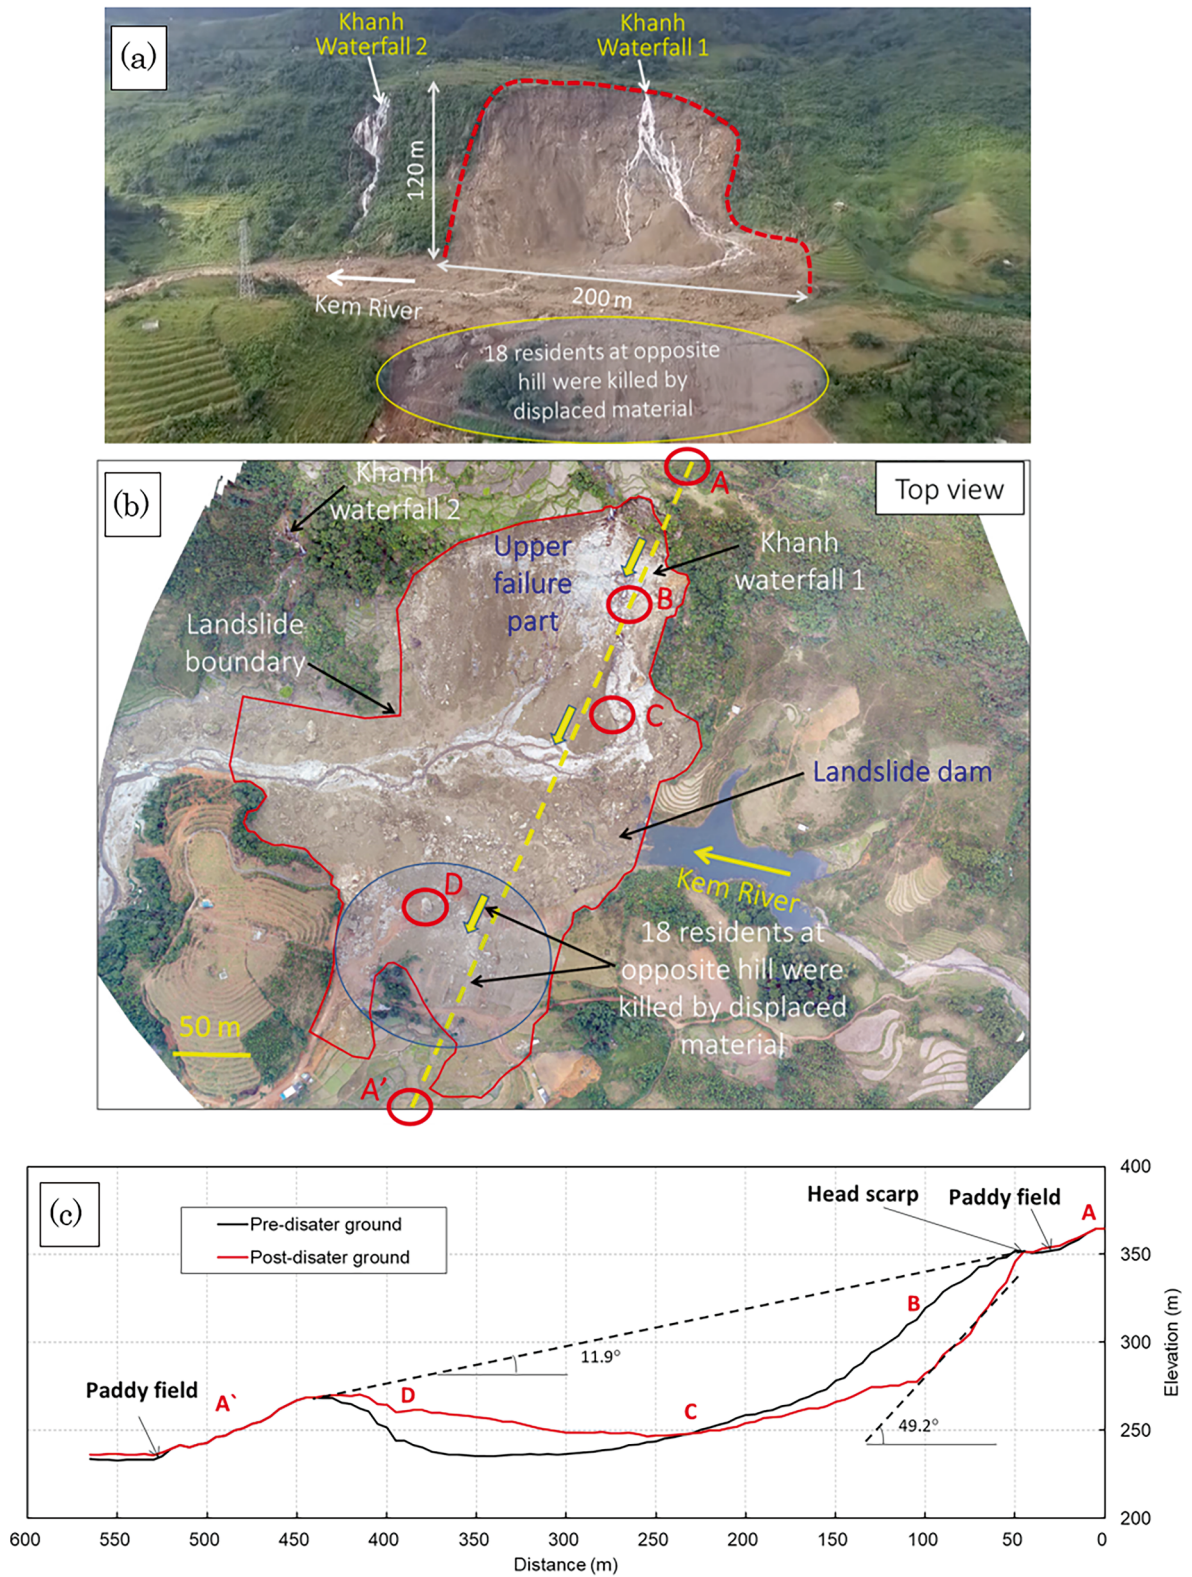 (a)
Khanh
Waterfall 2
Khanh
Waterfall 1
120 m
200 m
Kem River
18 residents at opposite
hill were killed by
displaced material
(b)
Top view
A
Khanh
waterfall 2
Upper
failure
part
Khanh
waterfall 1
B
Landslide
boundary
C
Landslide dam
D
Kem River
18 residents at
opposite hill were
killed by displaced
material
50 m
A’
(c)
Pre-disater ground
Post-disater ground
Head scarp
Paddy field
A
B
11.9°
Paddy field
A`
D
C
49.2°
400
350
300
250
200
Elevation (m)
600
550
500
450
400
350
300
250
200
150
100
50
0
Distance (m)